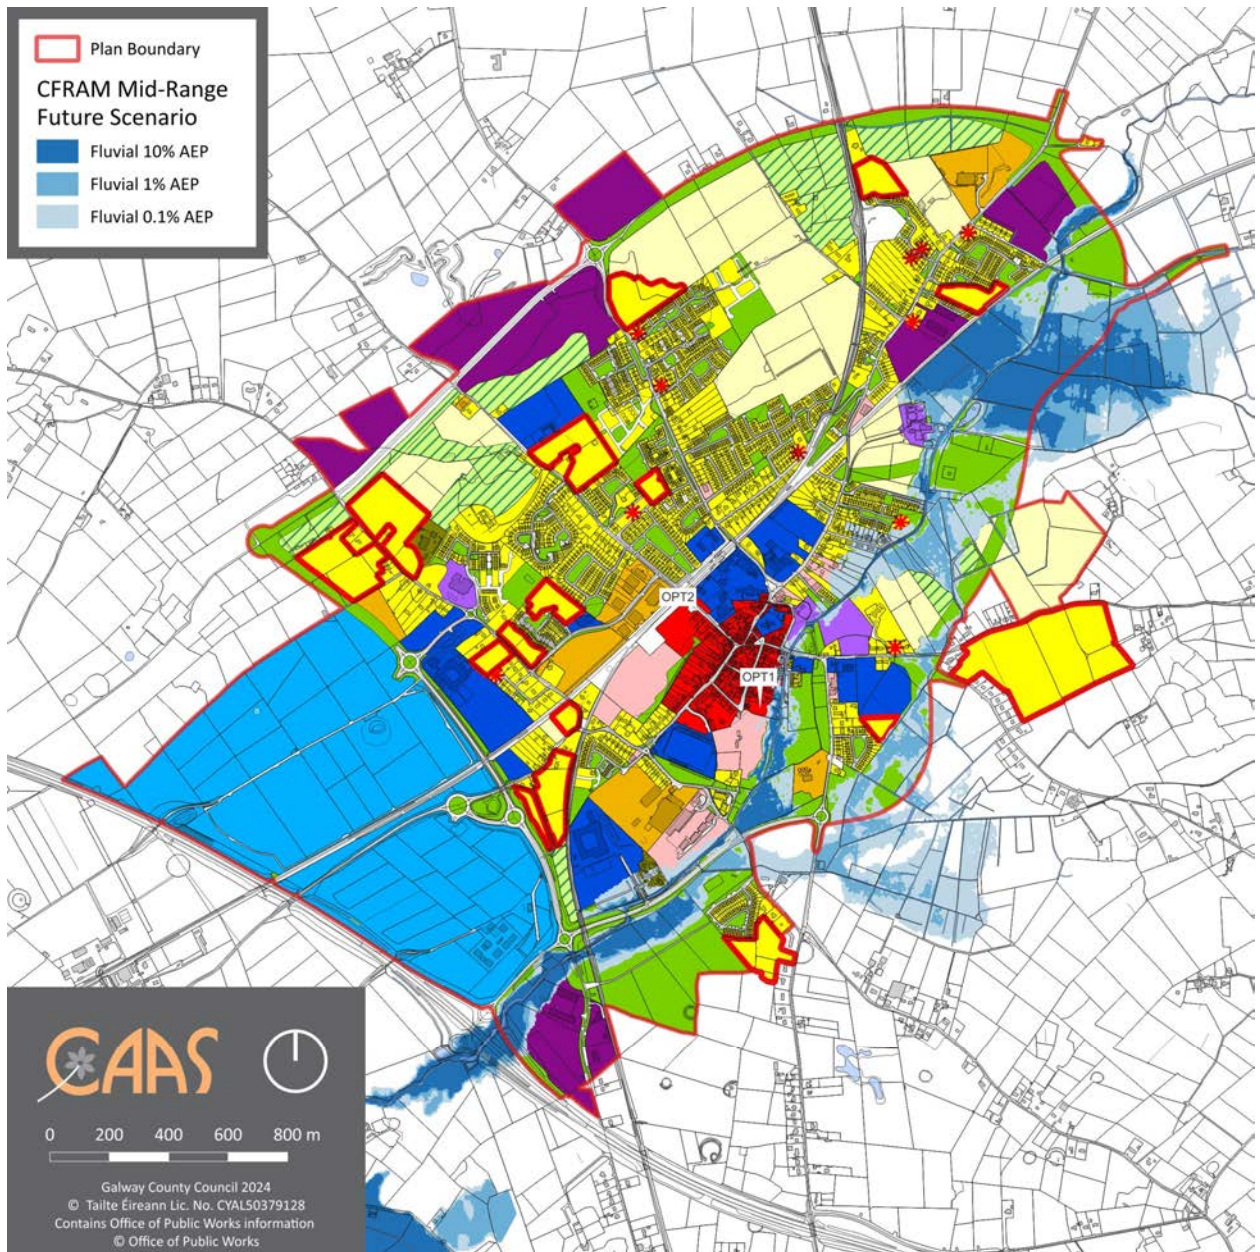 Plan Boundary
CFRAM Mid-Range
Future Scenario
Fluvial 10% AEP
Fluvial 1% AEP
Fluvial 0.1% AEP
OPT2
OPT1
CAAS
0 200 400 600 800 m
Galway County Council 2024
© Tailte Éireann Lic. No. CYAL50379128
Contains Office of Public Works information
© Office of Public Works